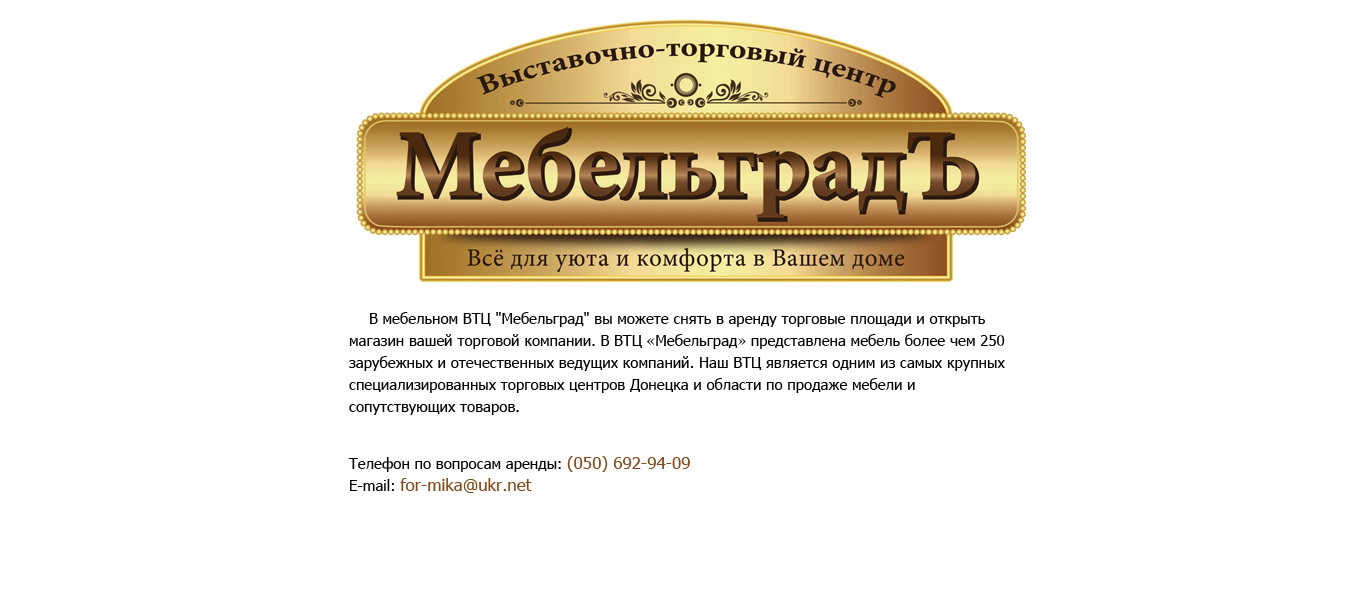 Выставочно-торговый центр
МебельградЪ
Всё для уюта и комфорта в Вашем доме
В мебельном ВТЦ "Мебельград" вы можете снять в аренду торговые площади и открыть
магазин вашей торговой компании. В ВТЦ «Мебельград» представлена мебель более чем 250
зарубежных и отечественных ведущих компаний. Наш ВТЦ является одним из самых крупных
специализированных торговых центров Донецка и области по продаже мебели и
сопутствующих товаров.
Телефон по вопросам аренды: (050) 692-94-09
E-mail: for-mika@ukr.net